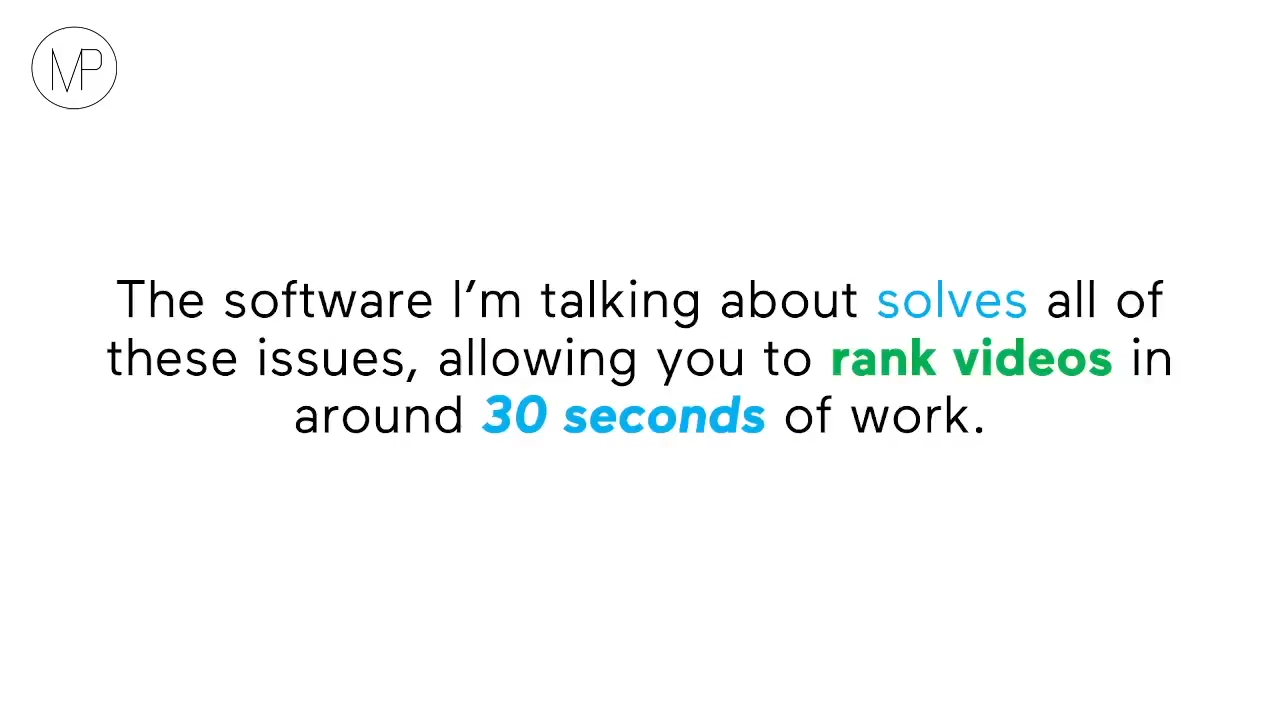 MP
The software I’m talking about solves all of
these issues, allowing you to rank videos in
around 30 seconds of work.